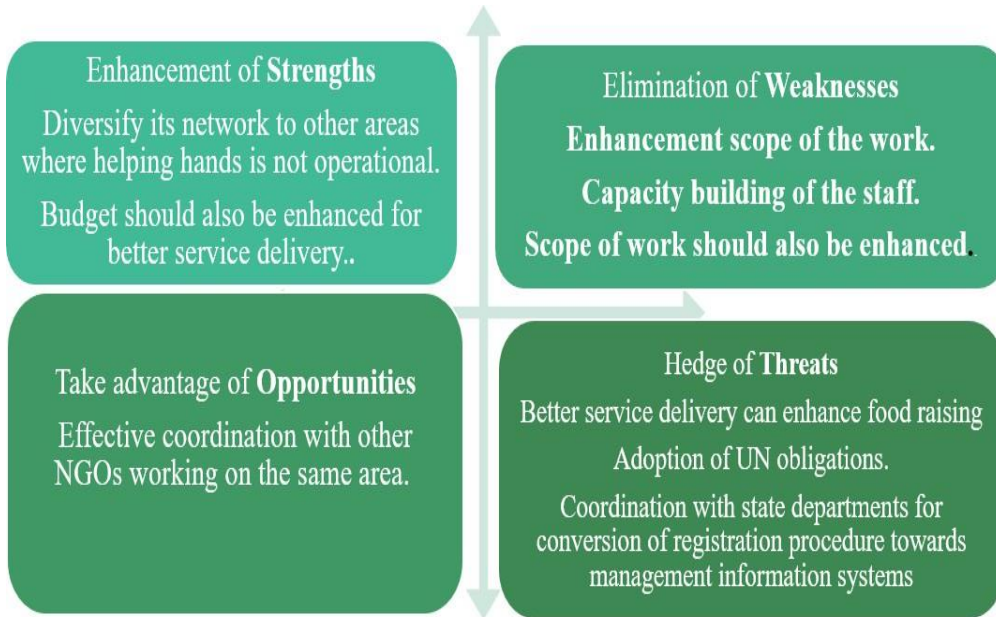 Enhancement of Strengths
Diversify its network to other areas
where helping hands is not operational.
Budget should also be enhanced for
better service delivery..
Elimination of Weaknesses
Enhancement scope of the work.
Capacity building of the staff.
Scope of work should also be enhanced..
Take advantage of Opportunities
Effective coordination with other
NGOs working on the same area.
Hedge of Threats
Better service delivery can enhance food raising
Adoption of UN obligations.
Coordination with state departments for
conversion of registration procedure towards
management information systems